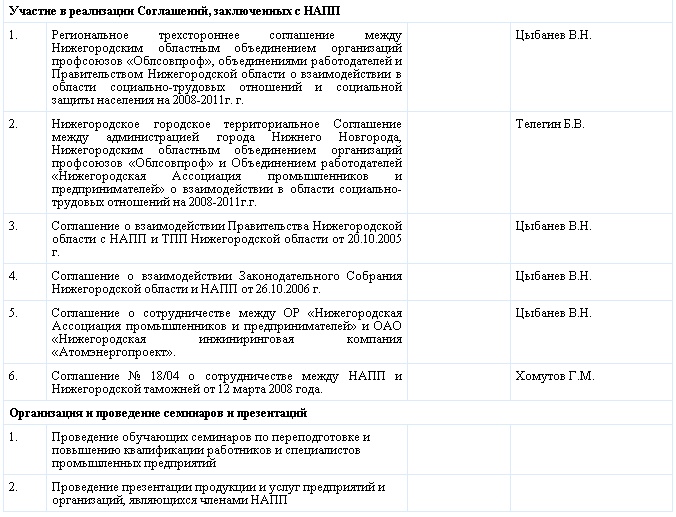 Участие в реализации Соглашений, заключенных с НАПП
1. Региональное трехстороннее соглашение между Цыбанев В.Н.
Нижегородским областным объединением организаций
профсоюзов «Облсовпроф», объединениями работодателей и
Правительством Нижегородской области о взаимодействии в
области социально-трудовых отношений и социальной
защиты населения на 2008-2011г. г.
2. Нижегородское городское территориальное Соглашение Телегин Б.В.
между администрацией города Нижнего Новгорода,
Нижегородским областным объединением организаций
профсоюзов «Облсовпроф» и Объединением работодателей
«Нижегородская Ассоциация промышленников и
предпринимателей» о взаимодействии в области социально-
трудовых отношений на 2008-2011г.г.
3. Соглашение о взаимодействии Правительства Нижегородской Цыбанев В.Н.
области с НАПП и ТПП Нижегородской области от 20.10.2005
г.
4. Соглашение о взаимодействии Законодательного Собрания Цыбанев В.Н.
Нижегородской области и НАПП от 26.10.2006 г.
5. Соглашение о сотрудничестве между ОР «Нижегородская Цыбанев В.Н.
Ассоциация промышленников и предпринимателей» и ОАО
«Нижегородская инжиниринговая компания
«Атомэнергопроект».
6. Соглашение № 18/04 о сотрудничестве между НАПП и Хомутов Г.М.
Нижегородской таможней от 12 марта 2008 года.
Организация и проведение семинаров и презентаций
1. Проведение обучающих семинаров по переподготовке и
повышению квалификации работников и специалистов
промышленных предприятий
2. Проведение презентации продукции и услуг предприятий и
организаций, являющихся членами НАПП